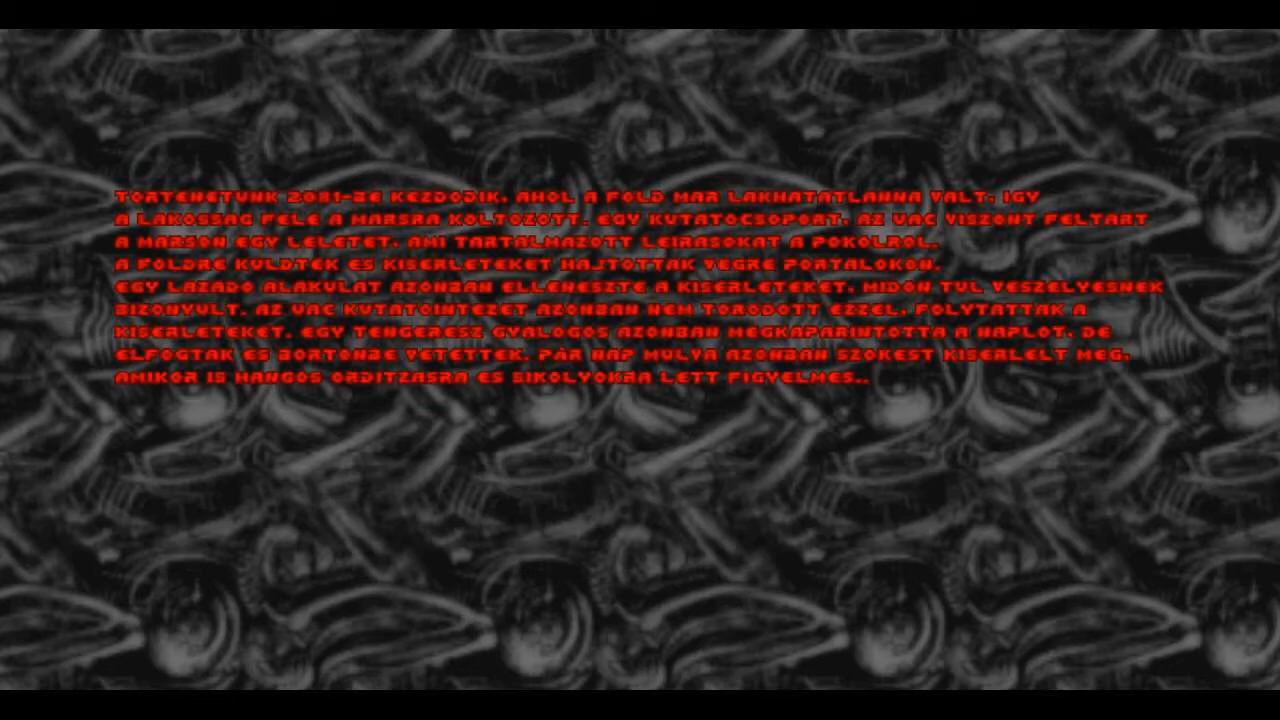 TORTENETUNK 2081-BE KEZDODIK, AHOL A FOLD MAR LAKHATATLANNA VALT, IGY
A LAKOSSAG FELE A MARSRA KOLTOZOTT. EGY KUTATOCSOPORT, AZ UAC VISZONT FELTART
A MARSON EGY LELETET, AMI TARTALMAZOTT LEIRASOKAT A POKOLROL.
A FOLDRE KULDTEK ES KISERLETEKET HAJTOTTAK VEGRE PORTALOKON.
EGY LAZADO ALAKULAT AZONBAN ELLENESZTE A KISERLETEKET, MIDON TUL VESZELYESNEK
BIZONYULT. AZ UAC KUTATOINTEZET AZONBAN NEM TORODOTT EZZEL, FOLYTATTAK A
KISERLETEKET. EGY TENGERESZ GYALOGOS AZONBAN MEGKAPARINTOTTA A NAPLOT, DE
ELFOGTAK ES BORTONBE VETETTEK. PÁR NAP MULVA AZONBAN SZOKEST KISERLELT MEG,
AMIKOR IS HANGOS ORDITZASRA ES SIKOLYOKRA LETT FIGYELMES..